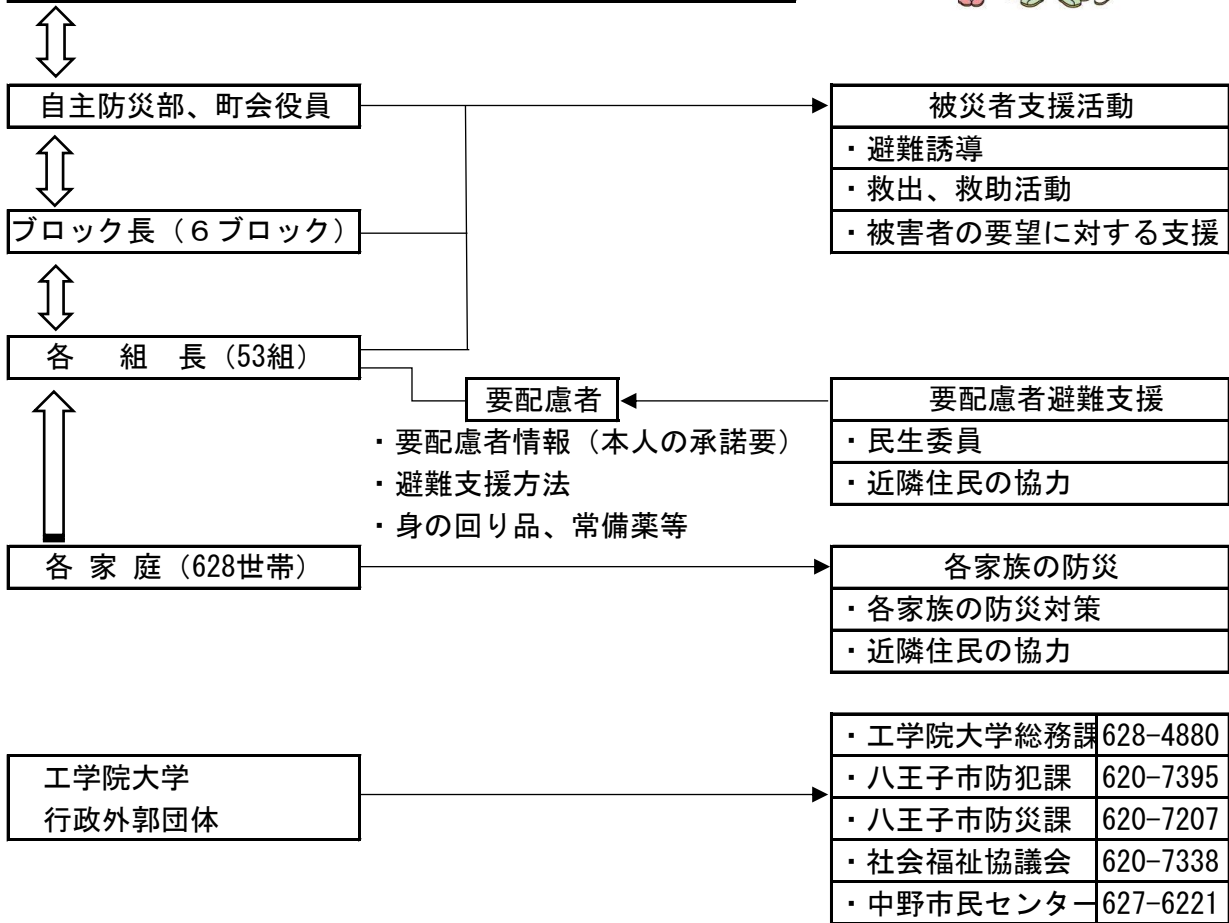 自主防災部、町会役員
被災者支援活動
・避難誘導
・救出、救助活動
ブロック長（６ブロック）
・被害者の要望に対する支援
各　組　長（53組）
要配慮者
要配慮者避難支援
・要配慮者情報（本人の承諾要）
・民生委員
・避難支援方法
・近隣住民の協力
・身の回り品、常備薬等
各 家 庭（628世帯）
各家族の防災
・各家族の防災対策
・近隣住民の協力
工学院大学
行政外郭団体
・工学院大学総務課 628-4880
・八王子市防犯課 620-7395
・八王子市防災課 620-7207
・社会福祉協議会 620-7338
・中野市民センター 627-6221